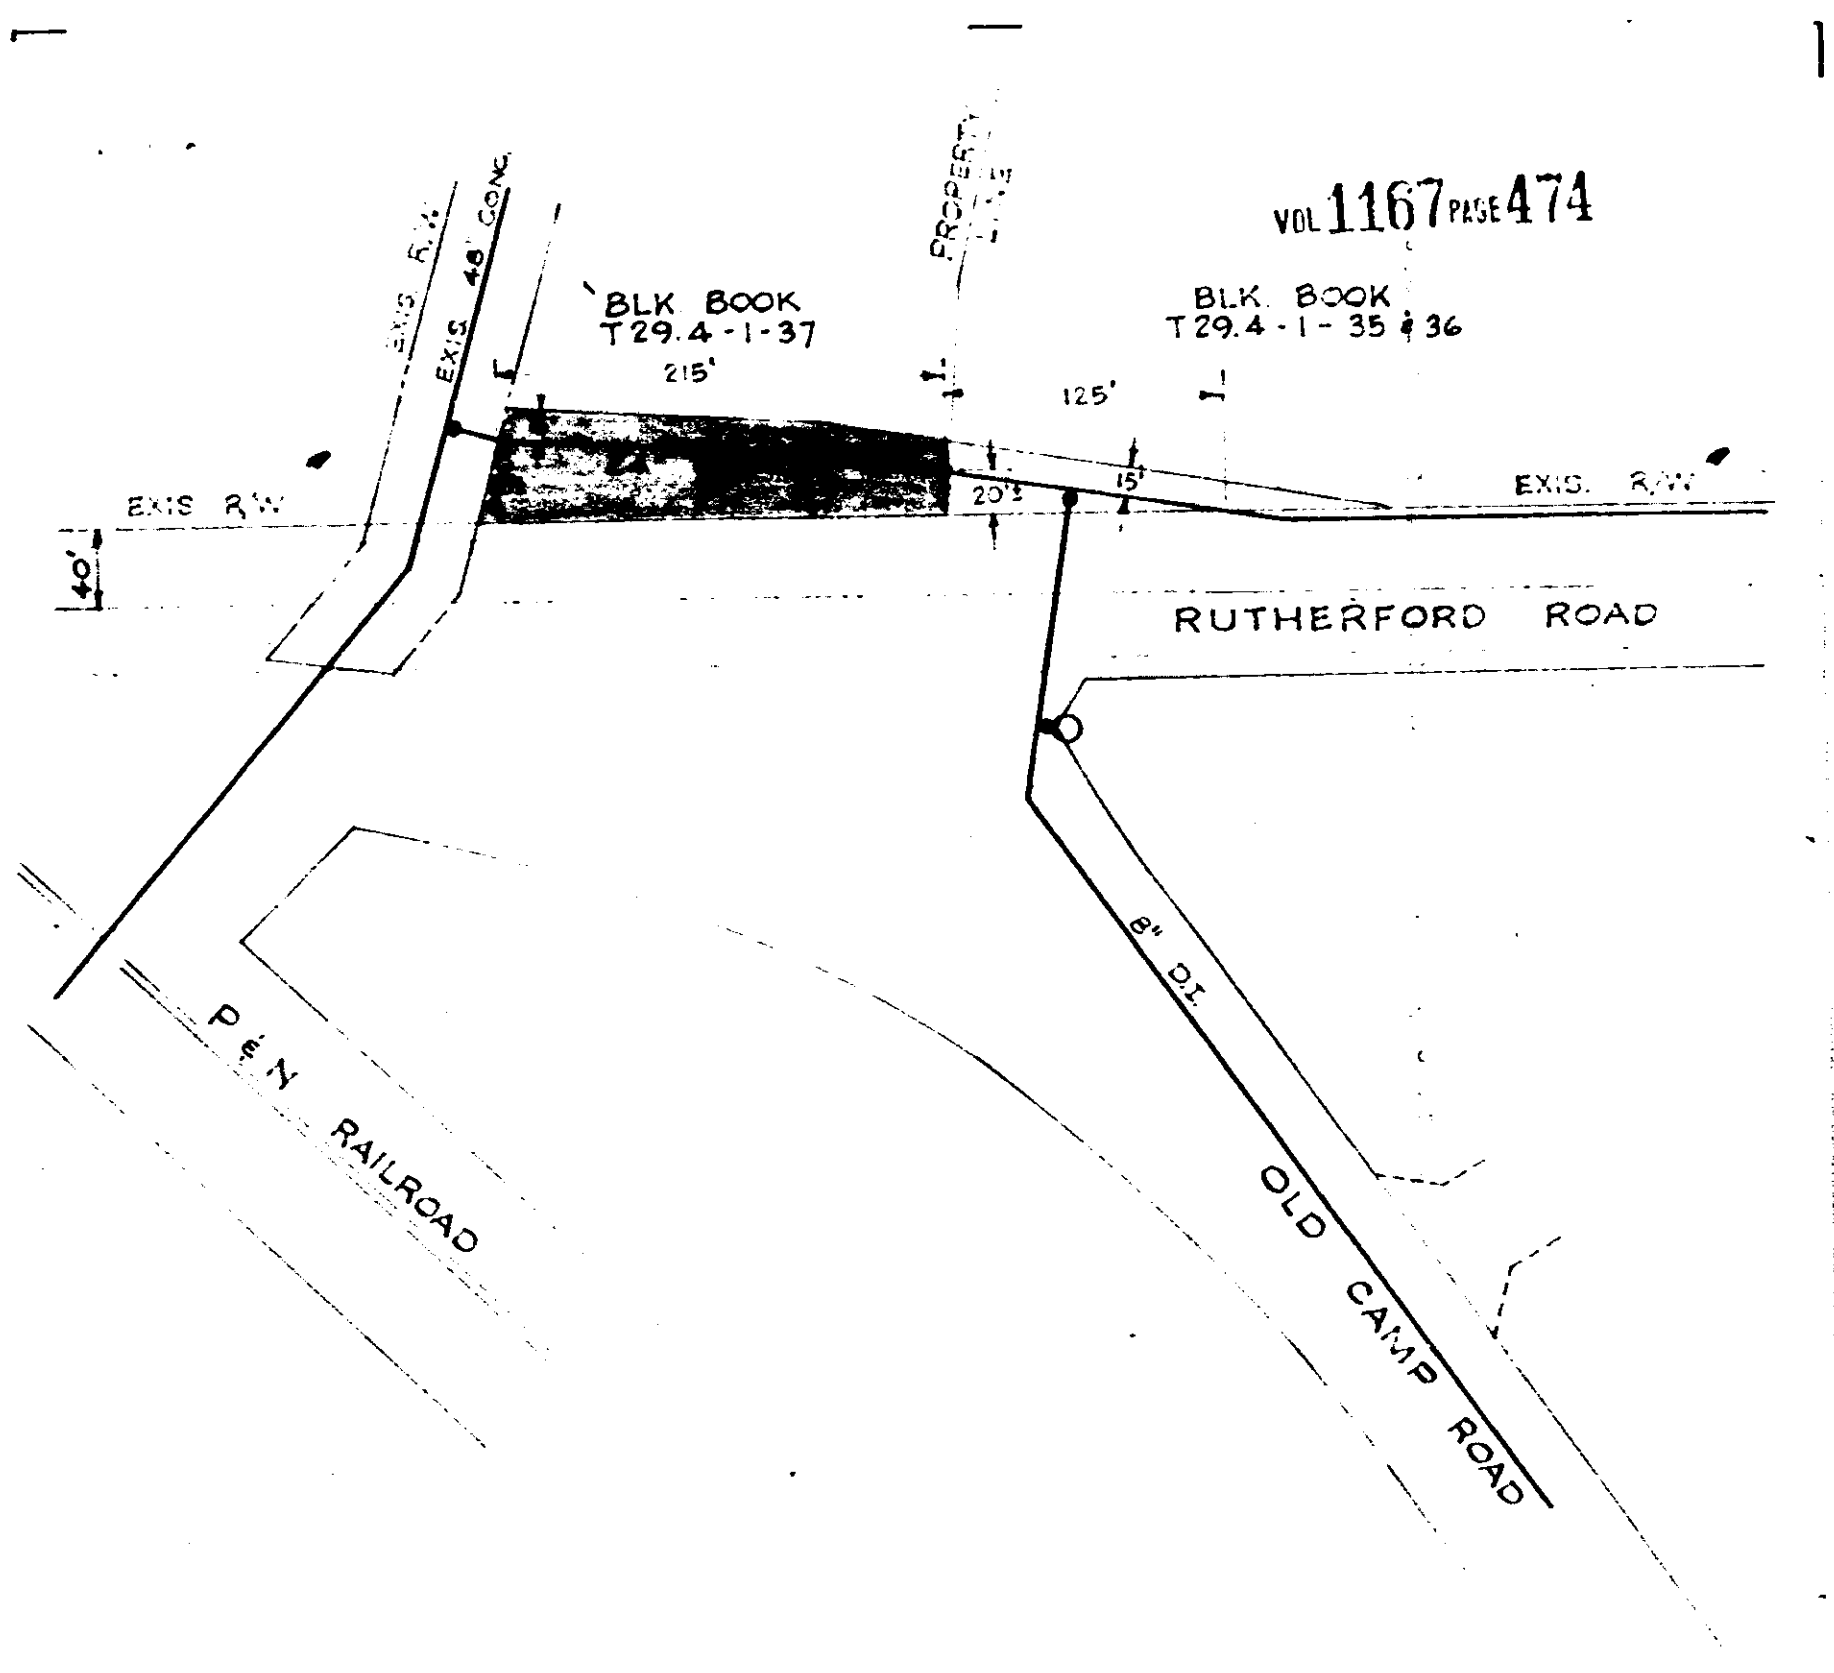 VOL 1167 PAGE 474
PROPERTY
LINE
EXIS. R/W
EXIS 48" CONC.
BLK. BOOK
T29.4-1-37
215'
BLK. BOOK
T29.4-1-35 & 36
125'
EXIS R/W
20'±
15'
EXIS. R/W
40'
RUTHERFORD ROAD
8" D.I.
P & N RAILROAD
OLD CAMP ROAD